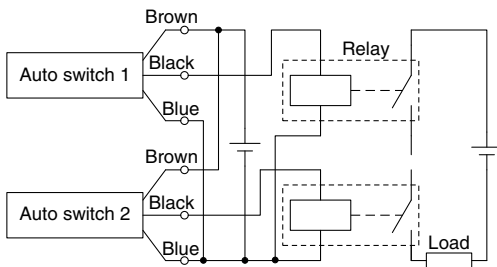 Brown
Relay
Black
Auto switch 1
Blue
Brown
Black
Auto switch 2
Blue
Load